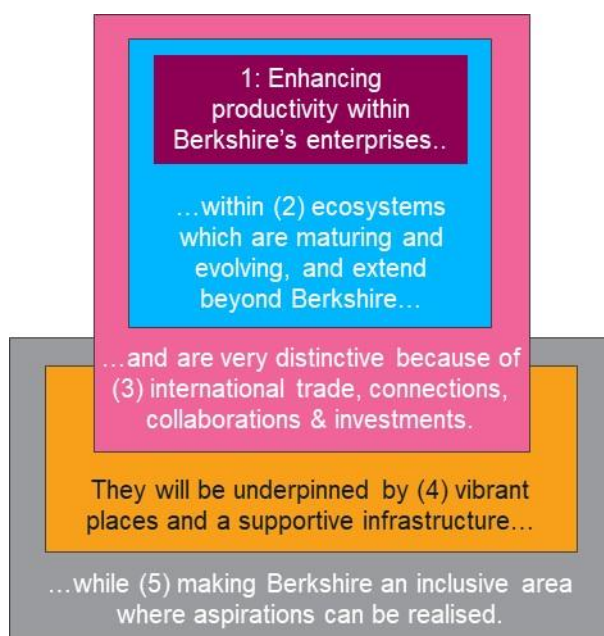 1: Enhancing
productivity within
Berkshire’s enterprises..
…within (2) ecosystems
which are maturing and
evolving, and extend
beyond Berkshire…
…and are very distinctive because of
(3) international trade, connections,
collaborations & investments.
They will be underpinned by (4) vibrant
places and a supportive infrastructure…
…while (5) making Berkshire an inclusive area
where aspirations can be realised.